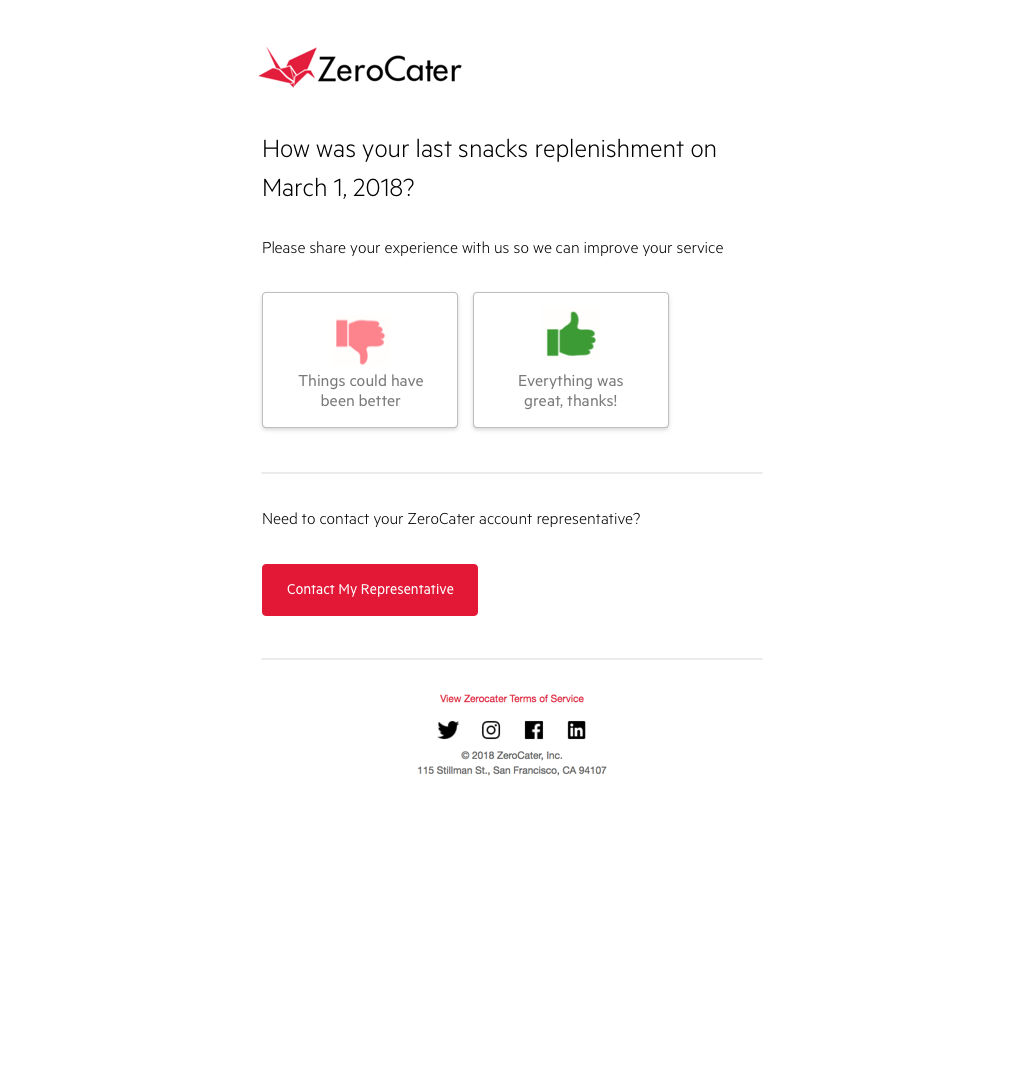 ZeroCater
How was your last snacks replenishment on
March 1, 2018?
Please share your experience with us so we can improve your service
Things could have
been better
Everything was
great, thanks!
Need to contact your ZeroCater account representative?
Contact My Representative
View Zerocater Terms of Service
© 2018 ZeroCater, Inc.
115 Stillman St., San Francisco, CA 94107